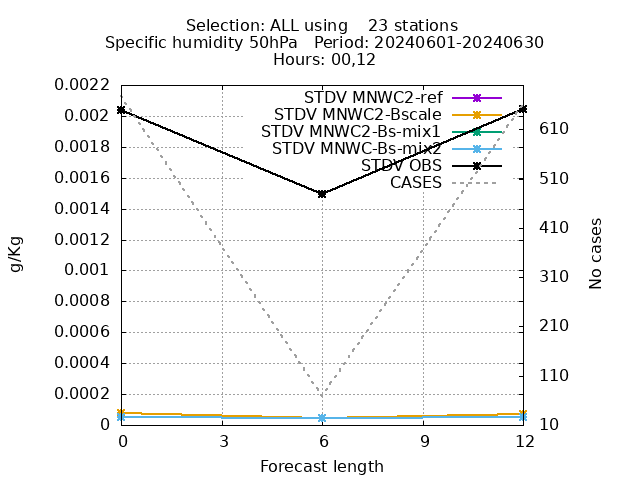 Selection: ALL using    23 stations
Specific humidity 50hPa   Period: 20240601-20240630
Hours: 00,12
STDV MNWC2-ref
STDV MNWC2-Bscale
STDV MNWC2-Bs-mix1
STDV MNWC-Bs-mix2
STDV OBS
CASES
0.0022
0.002
0.0018
0.0016
0.0014
0.0012
0.001
0.0008
0.0006
0.0004
0.0002
0
g/Kg
610
510
410
310
210
110
10
No cases
0 3 6 9 12
Forecast length